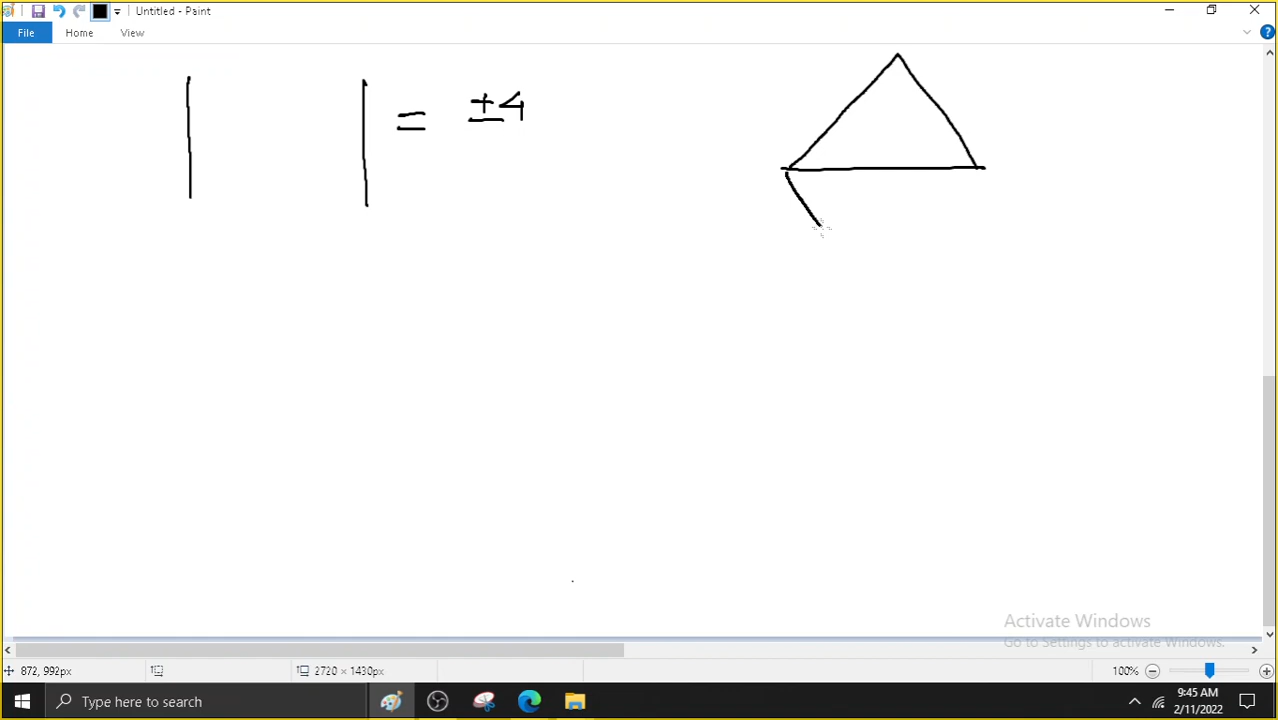 Untitled - Paint
File Home View
| | = ±4
Activate Windows
Go to Settings to activate Windows.
872, 992px 2720 × 1430px 100%
Type here to search
9:45 AM
2/11/2022